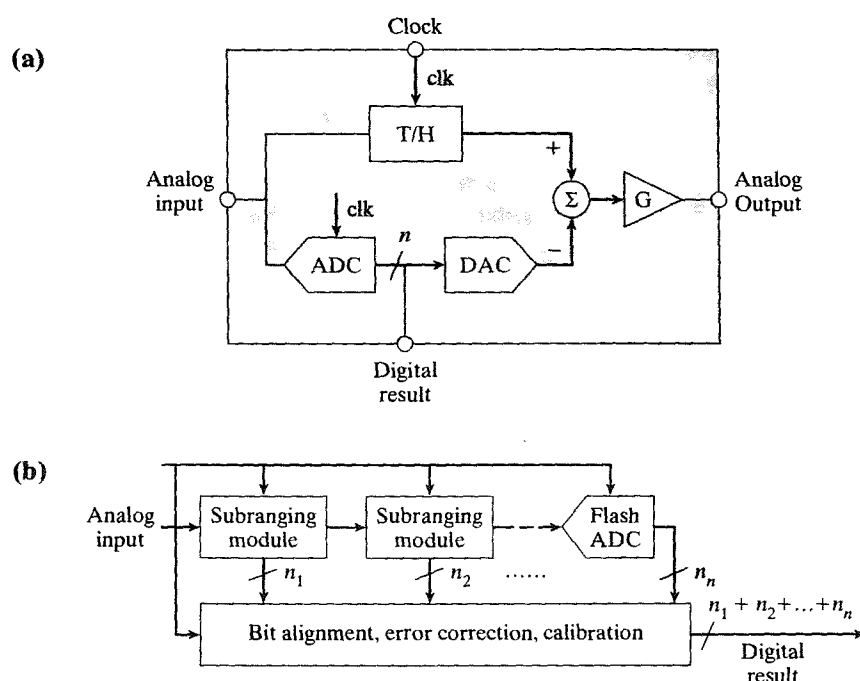 (a)
Clock
clk
T/H
+
Analog
input
clk
Σ
G
Analog
Output
ADC
n
DAC
−
Digital
result
(b)
Analog
input
Subranging
module
Subranging
module
Flash
ADC
n1
n2
......
nn
n1 + n2+...+nn
Bit alignment, error correction, calibration
Digital
result